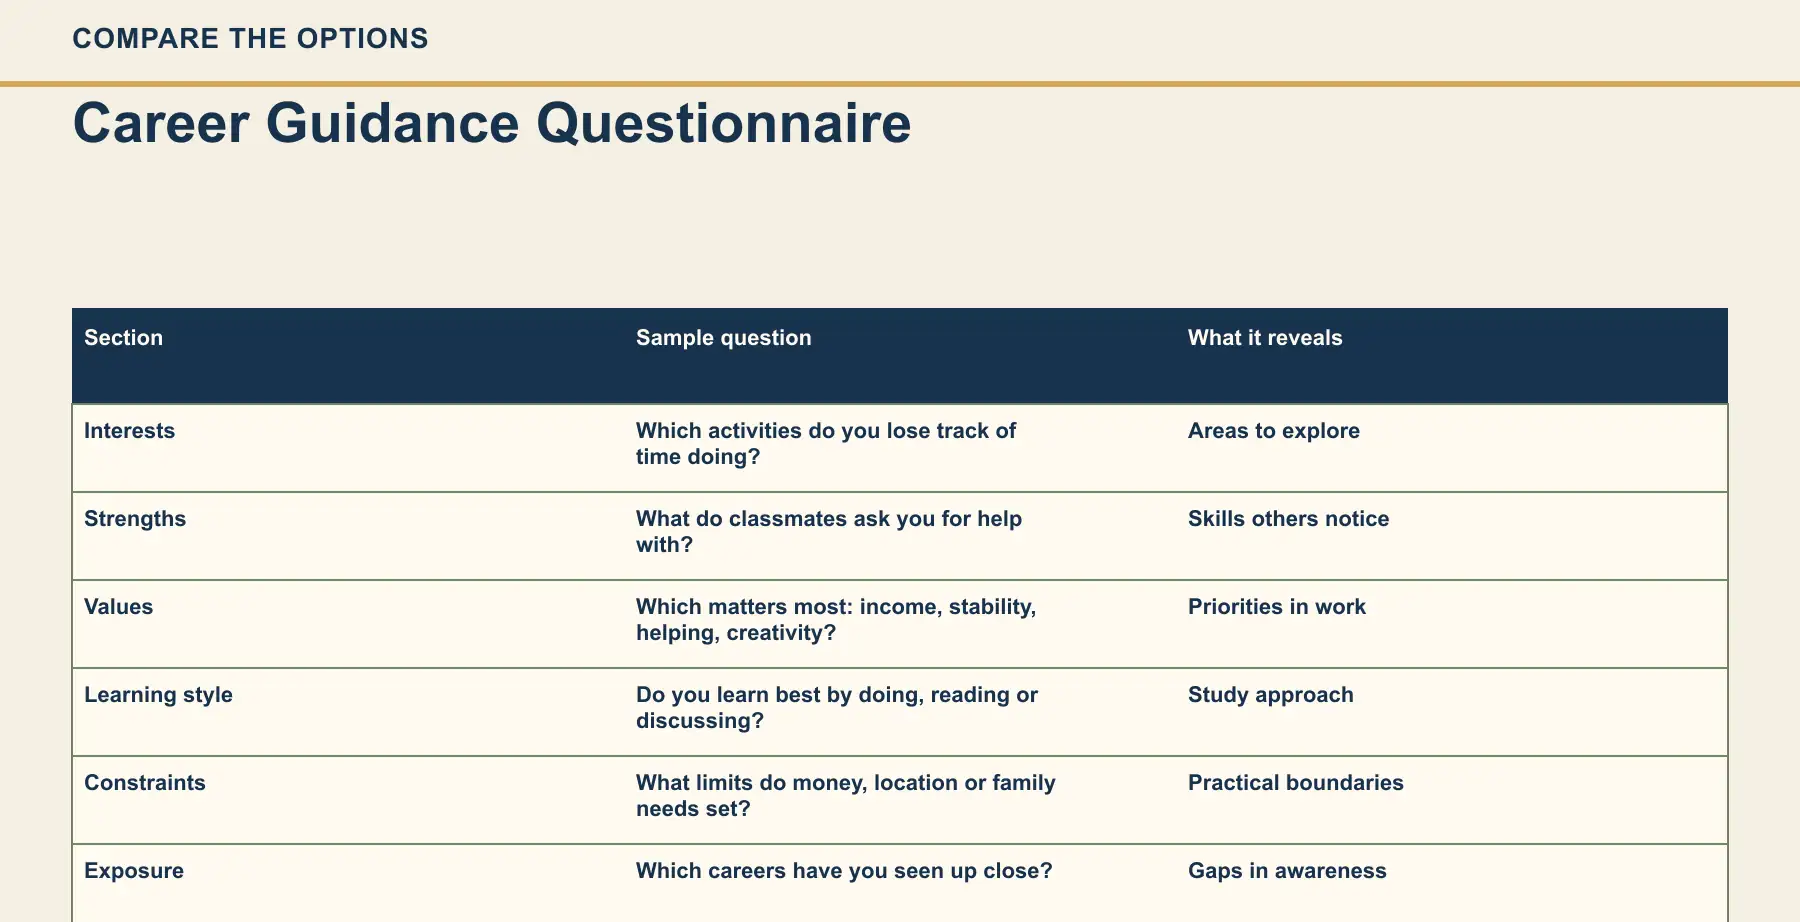 COMPARE THE OPTIONS
Career Guidance Questionnaire
Section
Sample question
What it reveals
Interests
Which activities do you lose track of
time doing?
Areas to explore
Strengths
What do classmates ask you for help
with?
Skills others notice
Values
Which matters most: income, stability,
helping, creativity?
Priorities in work
Learning style
Do you learn best by doing, reading or
discussing?
Study approach
Constraints
What limits do money, location or family
needs set?
Practical boundaries
Exposure
Which careers have you seen up close?
Gaps in awareness